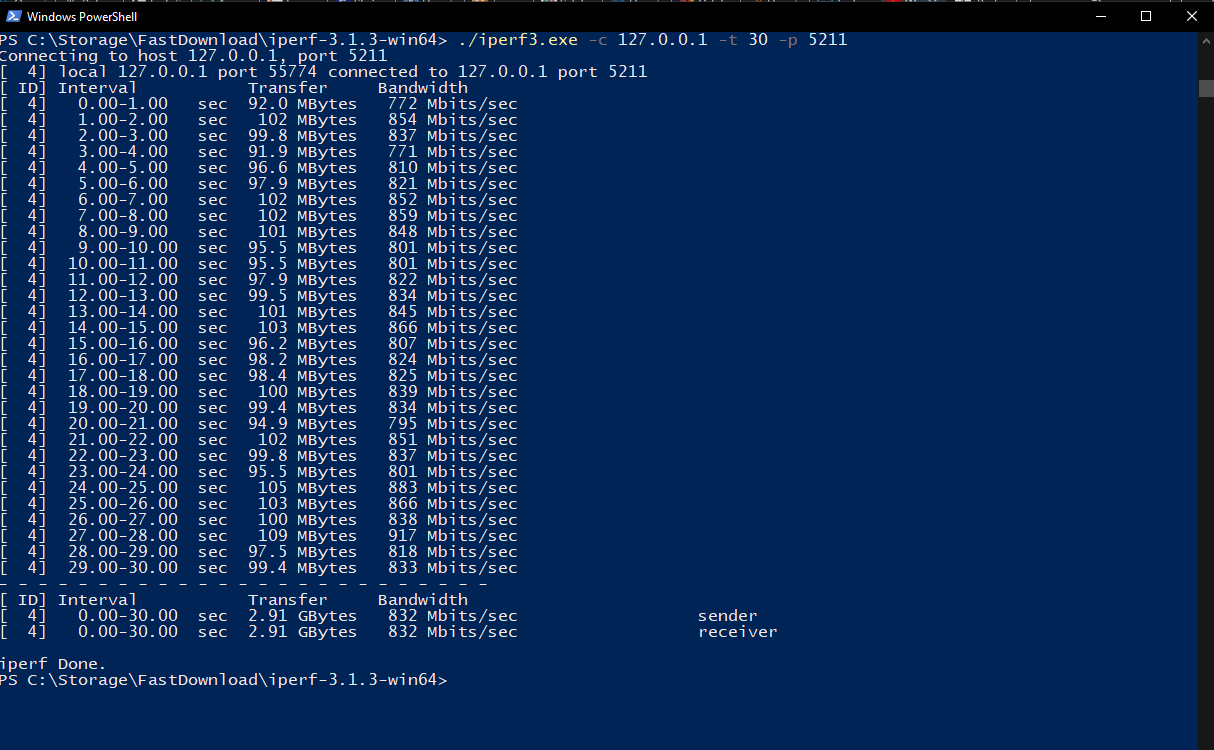 Windows PowerShell
PS C:\Storage\FastDownload\iperf-3.1.3-win64> ./iperf3.exe -c 127.0.0.1 -t 30 -p 5211
Connecting to host 127.0.0.1, port 5211
[  4] local 127.0.0.1 port 55774 connected to 127.0.0.1 port 5211
[ ID] Interval           Transfer     Bandwidth
[  4]   0.00-1.00   sec  92.0 MBytes   772 Mbits/sec
[  4]   1.00-2.00   sec   102 MBytes   854 Mbits/sec
[  4]   2.00-3.00   sec  99.8 MBytes   837 Mbits/sec
[  4]   3.00-4.00   sec  91.9 MBytes   771 Mbits/sec
[  4]   4.00-5.00   sec  96.6 MBytes   810 Mbits/sec
[  4]   5.00-6.00   sec  97.9 MBytes   821 Mbits/sec
[  4]   6.00-7.00   sec   102 MBytes   852 Mbits/sec
[  4]   7.00-8.00   sec   102 MBytes   859 Mbits/sec
[  4]   8.00-9.00   sec   101 MBytes   848 Mbits/sec
[  4]   9.00-10.00  sec  95.5 MBytes   801 Mbits/sec
[  4]  10.00-11.00  sec  95.5 MBytes   801 Mbits/sec
[  4]  11.00-12.00  sec  97.9 MBytes   822 Mbits/sec
[  4]  12.00-13.00  sec  99.5 MBytes   834 Mbits/sec
[  4]  13.00-14.00  sec   101 MBytes   845 Mbits/sec
[  4]  14.00-15.00  sec   103 MBytes   866 Mbits/sec
[  4]  15.00-16.00  sec  96.2 MBytes   807 Mbits/sec
[  4]  16.00-17.00  sec  98.2 MBytes   824 Mbits/sec
[  4]  17.00-18.00  sec  98.4 MBytes   825 Mbits/sec
[  4]  18.00-19.00  sec   100 MBytes   839 Mbits/sec
[  4]  19.00-20.00  sec  99.4 MBytes   834 Mbits/sec
[  4]  20.00-21.00  sec  94.9 MBytes   795 Mbits/sec
[  4]  21.00-22.00  sec   102 MBytes   851 Mbits/sec
[  4]  22.00-23.00  sec  99.8 MBytes   837 Mbits/sec
[  4]  23.00-24.00  sec  95.5 MBytes   801 Mbits/sec
[  4]  24.00-25.00  sec   105 MBytes   883 Mbits/sec
[  4]  25.00-26.00  sec   103 MBytes   866 Mbits/sec
[  4]  26.00-27.00  sec   100 MBytes   838 Mbits/sec
[  4]  27.00-28.00  sec   109 MBytes   917 Mbits/sec
[  4]  28.00-29.00  sec  97.5 MBytes   818 Mbits/sec
[  4]  29.00-30.00  sec  99.4 MBytes   833 Mbits/sec
- - - - - - - - - - - - - - - - - - - - - - - - -
[ ID] Interval           Transfer     Bandwidth
[  4]   0.00-30.00  sec  2.91 GBytes   832 Mbits/sec                  sender
[  4]   0.00-30.00  sec  2.91 GBytes   832 Mbits/sec                  receiver
iperf Done.
PS C:\Storage\FastDownload\iperf-3.1.3-win64>